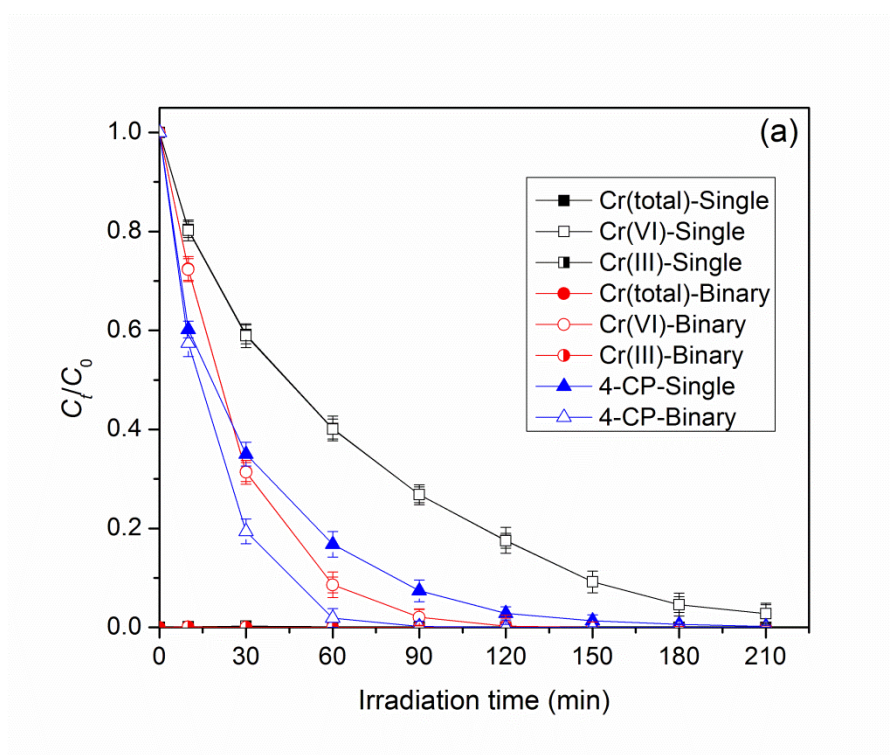 (a)
1.0
0.8
0.6
0.4
0.2
0.0
Ct/C0
Cr(total)-Single
Cr(VI)-Single
Cr(III)-Single
Cr(total)-Binary
Cr(VI)-Binary
Cr(III)-Binary
4-CP-Single
4-CP-Binary
0 30 60 90 120 150 180 210
Irradiation time (min)